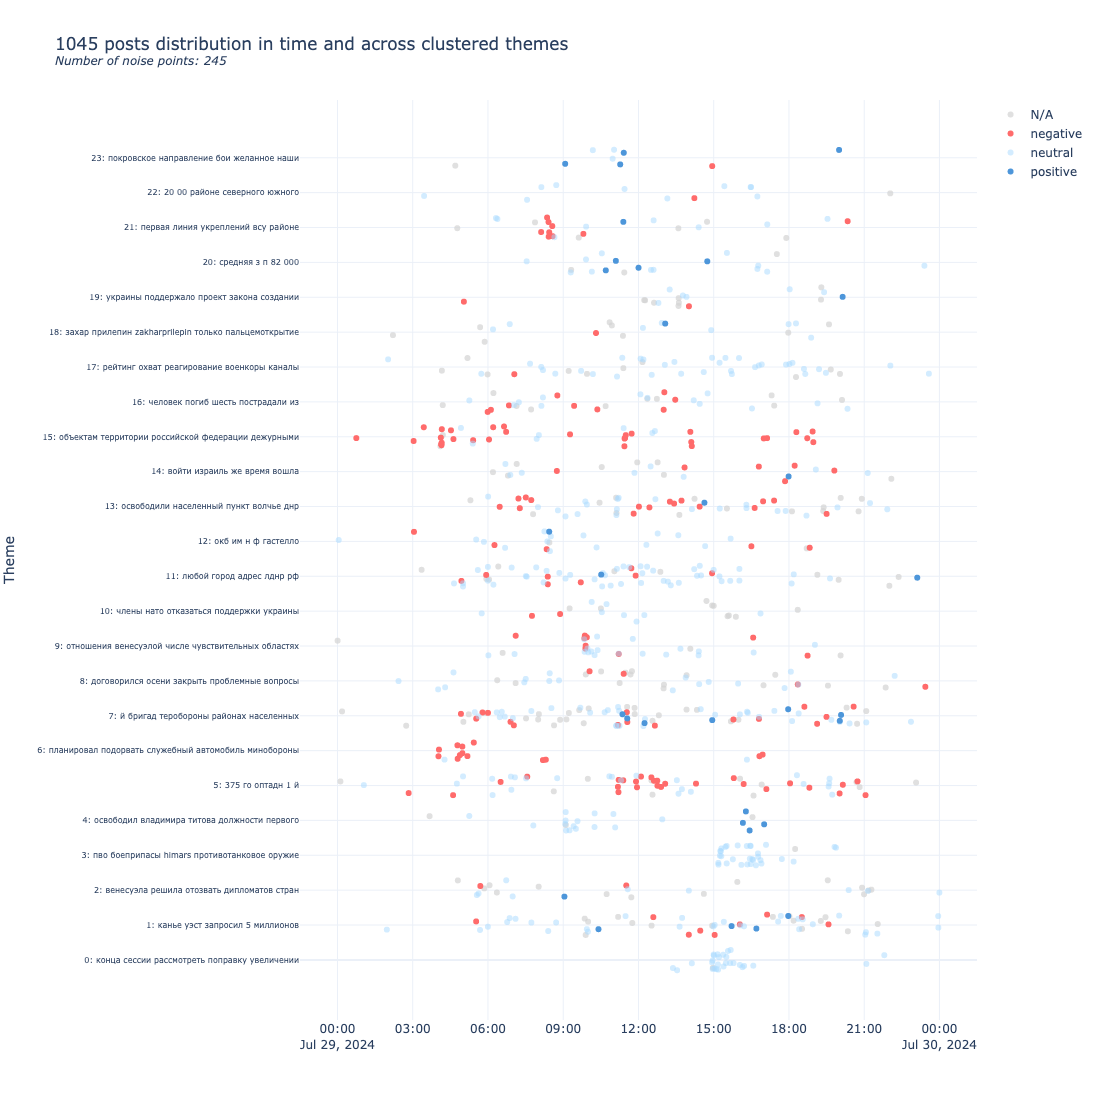 1045 posts distribution in time and across clustered themes
Number of noise points: 245
N/A
negative
neutral
positive
23: покровское направление бои желанное наши
22: 20 00 районе северного южного
21: первая линия укреплений всу районе
20: средняя з п 82 000
19: украины поддержало проект закона создании
18: захар прилепин zakharprilepin только пальцемоткрытие
17: рейтинг охват реагирование военкоры каналы
16: человек погиб шесть пострадали из
15: объектам территории российской федерации дежурными
14: войти израиль же время вошла
13: освободили населенный пункт волчье днр
12: окб им н ф гастелло
11: любой город адрес лднр рф
10: члены нато отказаться поддержки украины
9: отношения венесуэлой числе чувствительных областях
8: договорился осени закрыть проблемные вопросы
7: й бригад теробороны районах населенных
6: планировал подорвать служебный автомобиль минобороны
5: 375 го оптадн 1 й
4: освободил владимира титова должности первого
3: пво боеприпасы himars противотанковое оружие
2: венесуэла решила отозвать дипломатов стран
1: канье уэст запросил 5 миллионов
0: конца сессии рассмотреть поправку увеличении
Theme
00:00 03:00 06:00 09:00 12:00 15:00 18:00 21:00 00:00
Jul 29, 2024 Jul 30, 2024